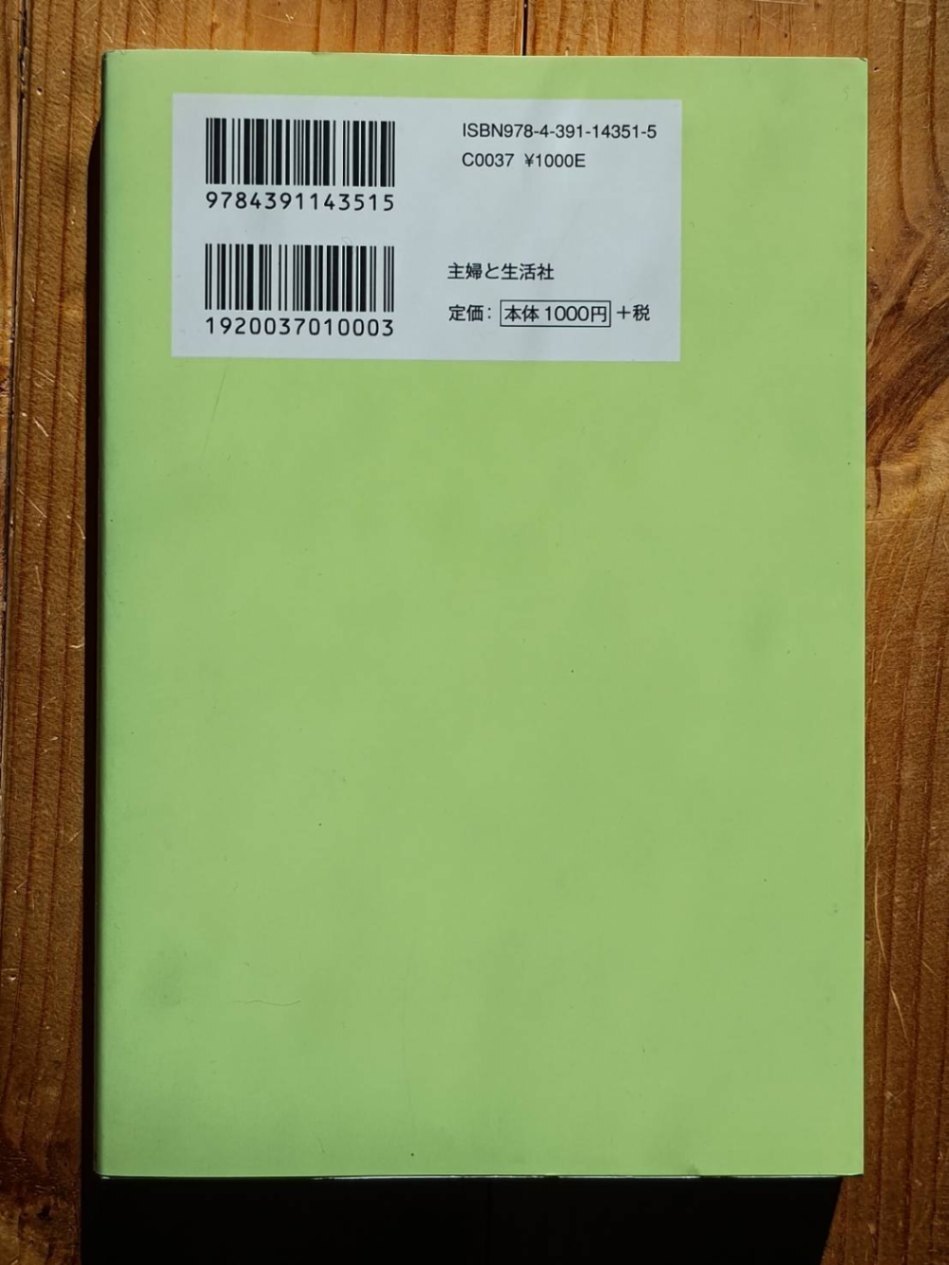 ISBN978-4-391-14351-5
C0037 ¥1000E
9784391143515
主婦と生活社
定価: 本体 1000円 +税
1920037010003